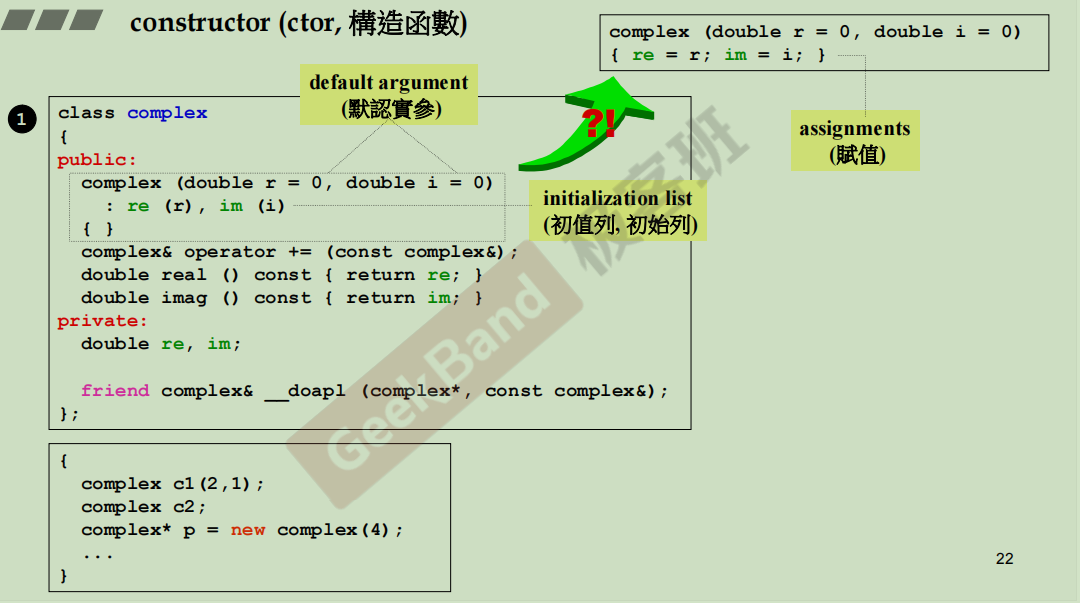 constructor (ctor, 構造函數)
complex (double r = 0, double i = 0)
{ re = r; im = i; }
assignments
(賦值)
default argument
(默認實參)
?!
initialization list
(初值列, 初始列)
1
class complex
{
public:
complex (double r = 0, double i = 0)
: re (r), im (i)
{ }
complex& operator += (const complex&);
double real () const { return re; }
double imag () const { return im; }
private:
double re, im;
friend complex& __doapl (complex*, const complex&);
};
{
complex c1(2,1);
complex c2;
complex* p = new complex(4);
...
}
GeekBand 极客班
22